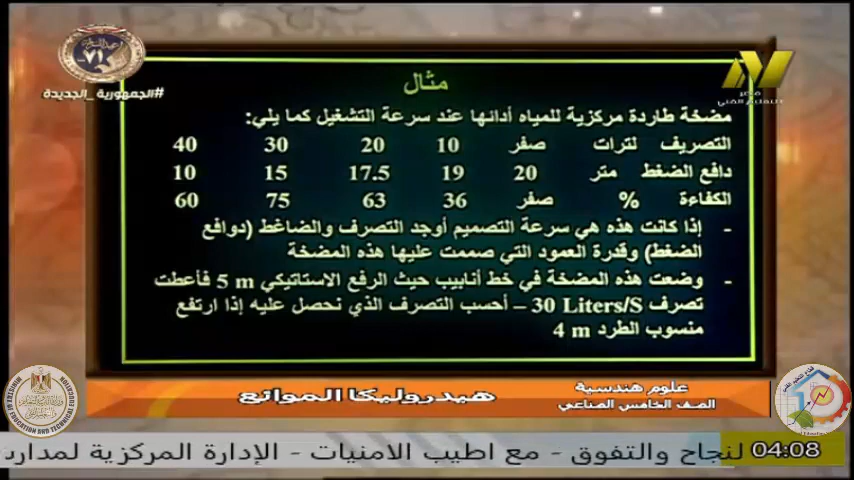 #الجمهورية_الجديدة
مصر
التعليم الفني
مثال
مضخة طاردة مركزية للمياه أدائها عند سرعة التشغيل كما يلي:
التصريف لترات صفر 10 20 30 40
دافع الضغط متر 20 19 17.5 15 10
الكفاءة % صفر 36 63 75 60
- إذا كانت هذه هي سرعة التصميم أوجد التصرف والضاغط (دوافع
الضغط) وقدرة العمود التي صممت عليها هذه المضخة
- وضعت هذه المضخة في خط أنابيب حيث الرفع الاستاتيكي 5 m فأعطت
تصرف 30 Liters/S – أحسب التصرف الذي نحصل عليه إذا ارتفع
منسوب الطرد 4 m
علوم هندسية
الصف الخامس الصناعي
هيدروليكا الموائع
لنجاح والتفوق - مع اطيب الامنيات - الإدارة المركزية لمدارس
04:08